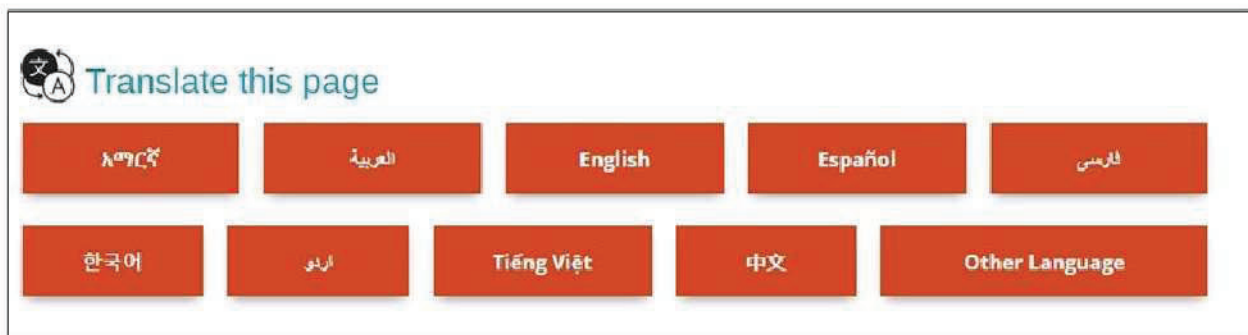 Translate this page
አማርኛ العربية English Español فارسی
한국어 اردو Tiếng Việt 中文 Other Language